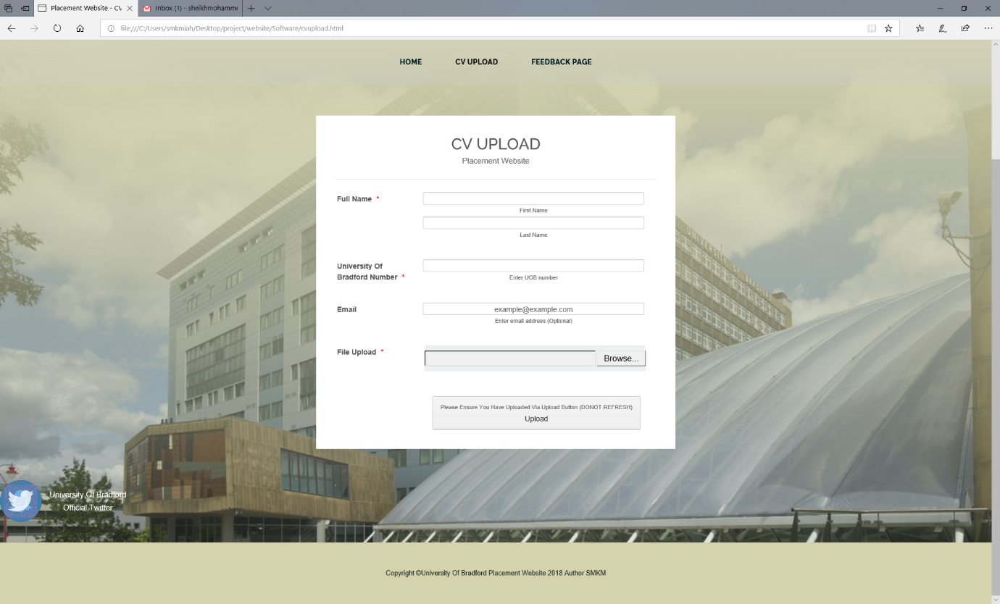 Placement Website - CV
Inbox (1) - sheikhmohamme
file:///C:/Users/smkmiah/Desktop/project/website/Software/cvupload.html
HOME
CV UPLOAD
FEEDBACK PAGE
CV UPLOAD
Placement Website
Full Name *
First Name
Last Name
University Of
Bradford Number *
Enter UOB number
Email
example@example.com
Enter email address (Optional)
File Upload *
Browse...
Please Ensure You Have Uploaded Via Upload Button (DONOT REFRESH)
Upload
UNIVERSITY OF
University Of Bradford
Official Twitter
Copyright ©University Of Bradford Placement Website 2018 Author SMKM